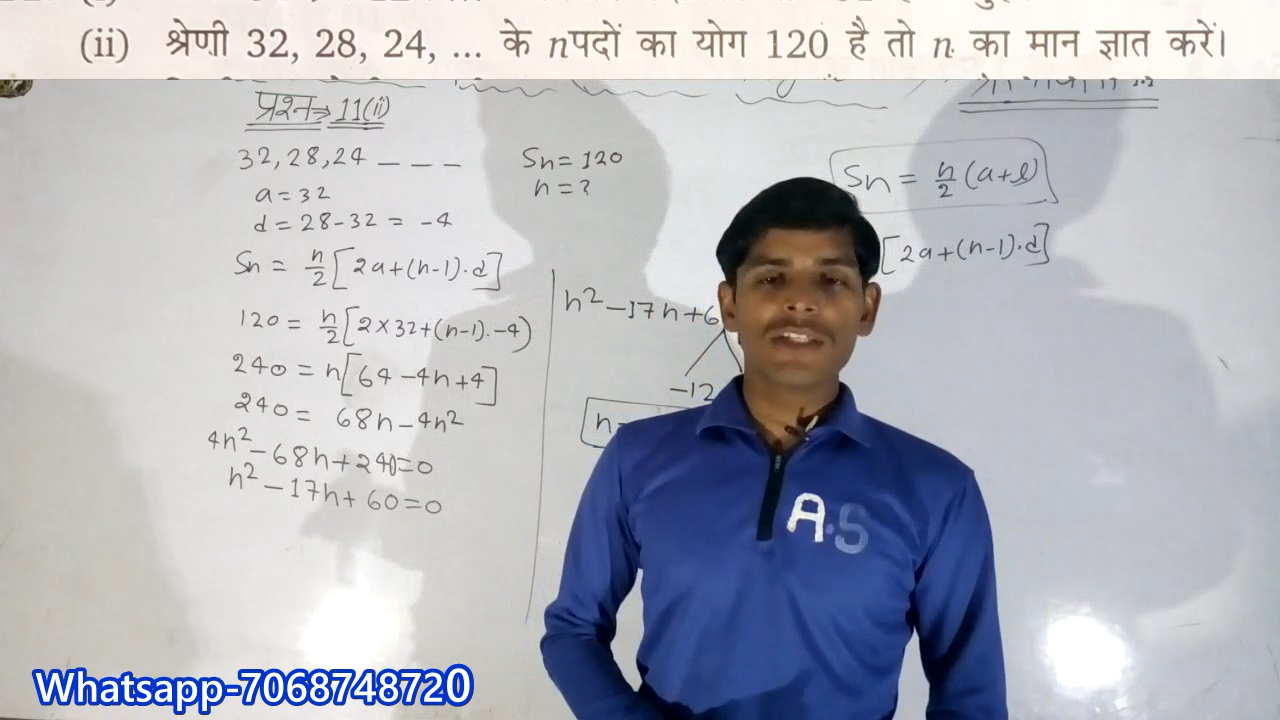 (ii) श्रेणी 32, 28, 24, ... के n पदों का योग 120 है तो n का मान ज्ञात करें।
प्रश्न⇒ 11(ii)
32, 28, 24 _ _ _
a = 32
d = 28-32 = -4
Sn = n/2 [2a+(n-1)·d]
120 = n/2 [2×32+(n-1).-4)
240 = n[64-4n+4]
240 = 68n-4n²
4n²-68n+240=0
n²-17n+60=0
Sn = 120
n = ?
n²-17n+6
-12
n=
Sn = n/2 (a+l)
[2a+(n-1)·d]
A.S
Whatsapp-7068748720